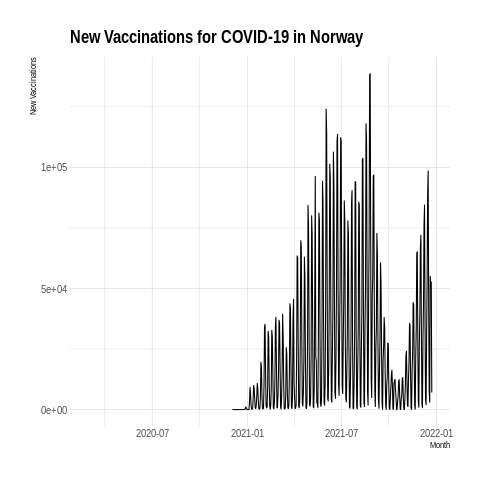 New Vaccinations for COVID-19 in Norway
New Vaccinations
1e+05
5e+04
0e+00
2020-07
2021-01
2021-07
2022-01
Month